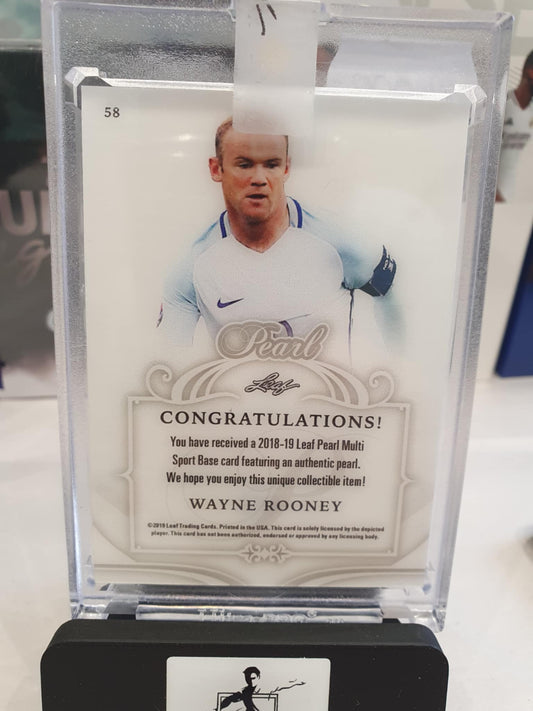 58
Pearl
Leaf
CONGRATULATIONS!
You have received a 2018-19 Leaf Pearl Multi
Sport Base card featuring an authentic pearl.
We hope you enjoy this unique collectible item!
WAYNE ROONEY
©2019 Leaf Trading Cards. Printed in the USA. This card is solely licensed by the depicted
player. This card has not been authorized, endorsed or approved by any licensing body.